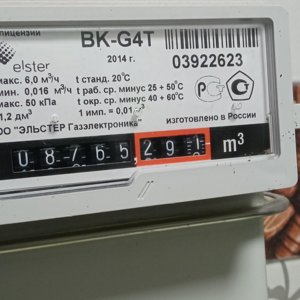 лицензии
BK-G4T
elster
2014 г.
03922623
макс. 6,0 м³/ч
t станд. 20°C
мин. 0,016 м³/ч
t раб. ср. минус 25 + 50°C
макс. 50 кПа
t окр. ср. минус 40 + 60°C
1,2 дм³
1 имп. = 0,01 м³
ОО "ЭЛЬСТЕР Газэлектроника"
изготовлено в России
08765,291
m³